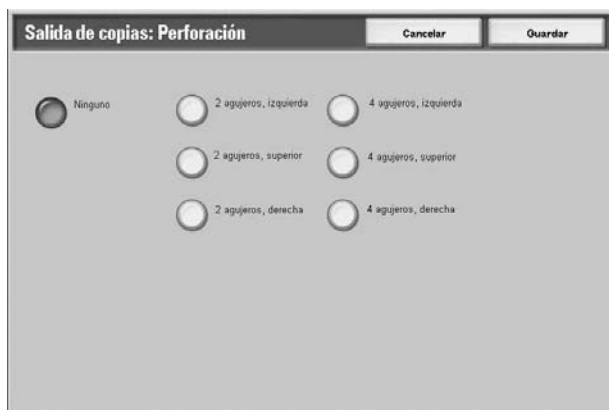 Salida de copias: Perforación
Cancelar
Guardar
Ninguno
2 agujeros, izquierda
4 agujeros, izquierda
2 agujeros, superior
4 agujeros, superior
2 agujeros, derecha
4 agujeros, derecha